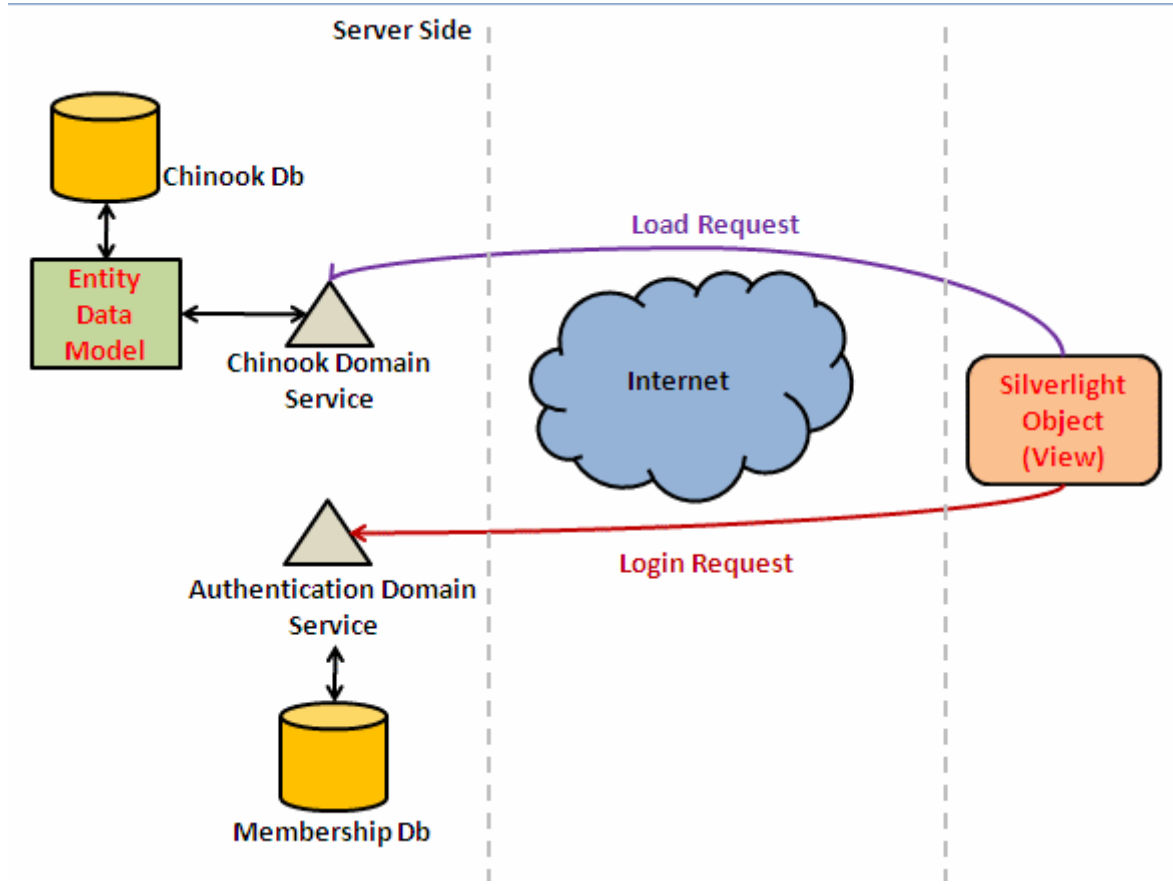 Server Side
Chinook Db
Load Request
Entity
Data
Model
Chinook Domain
Service
Internet
Silverlight
Object
(View)
Login Request
Authentication Domain
Service
Membership Db